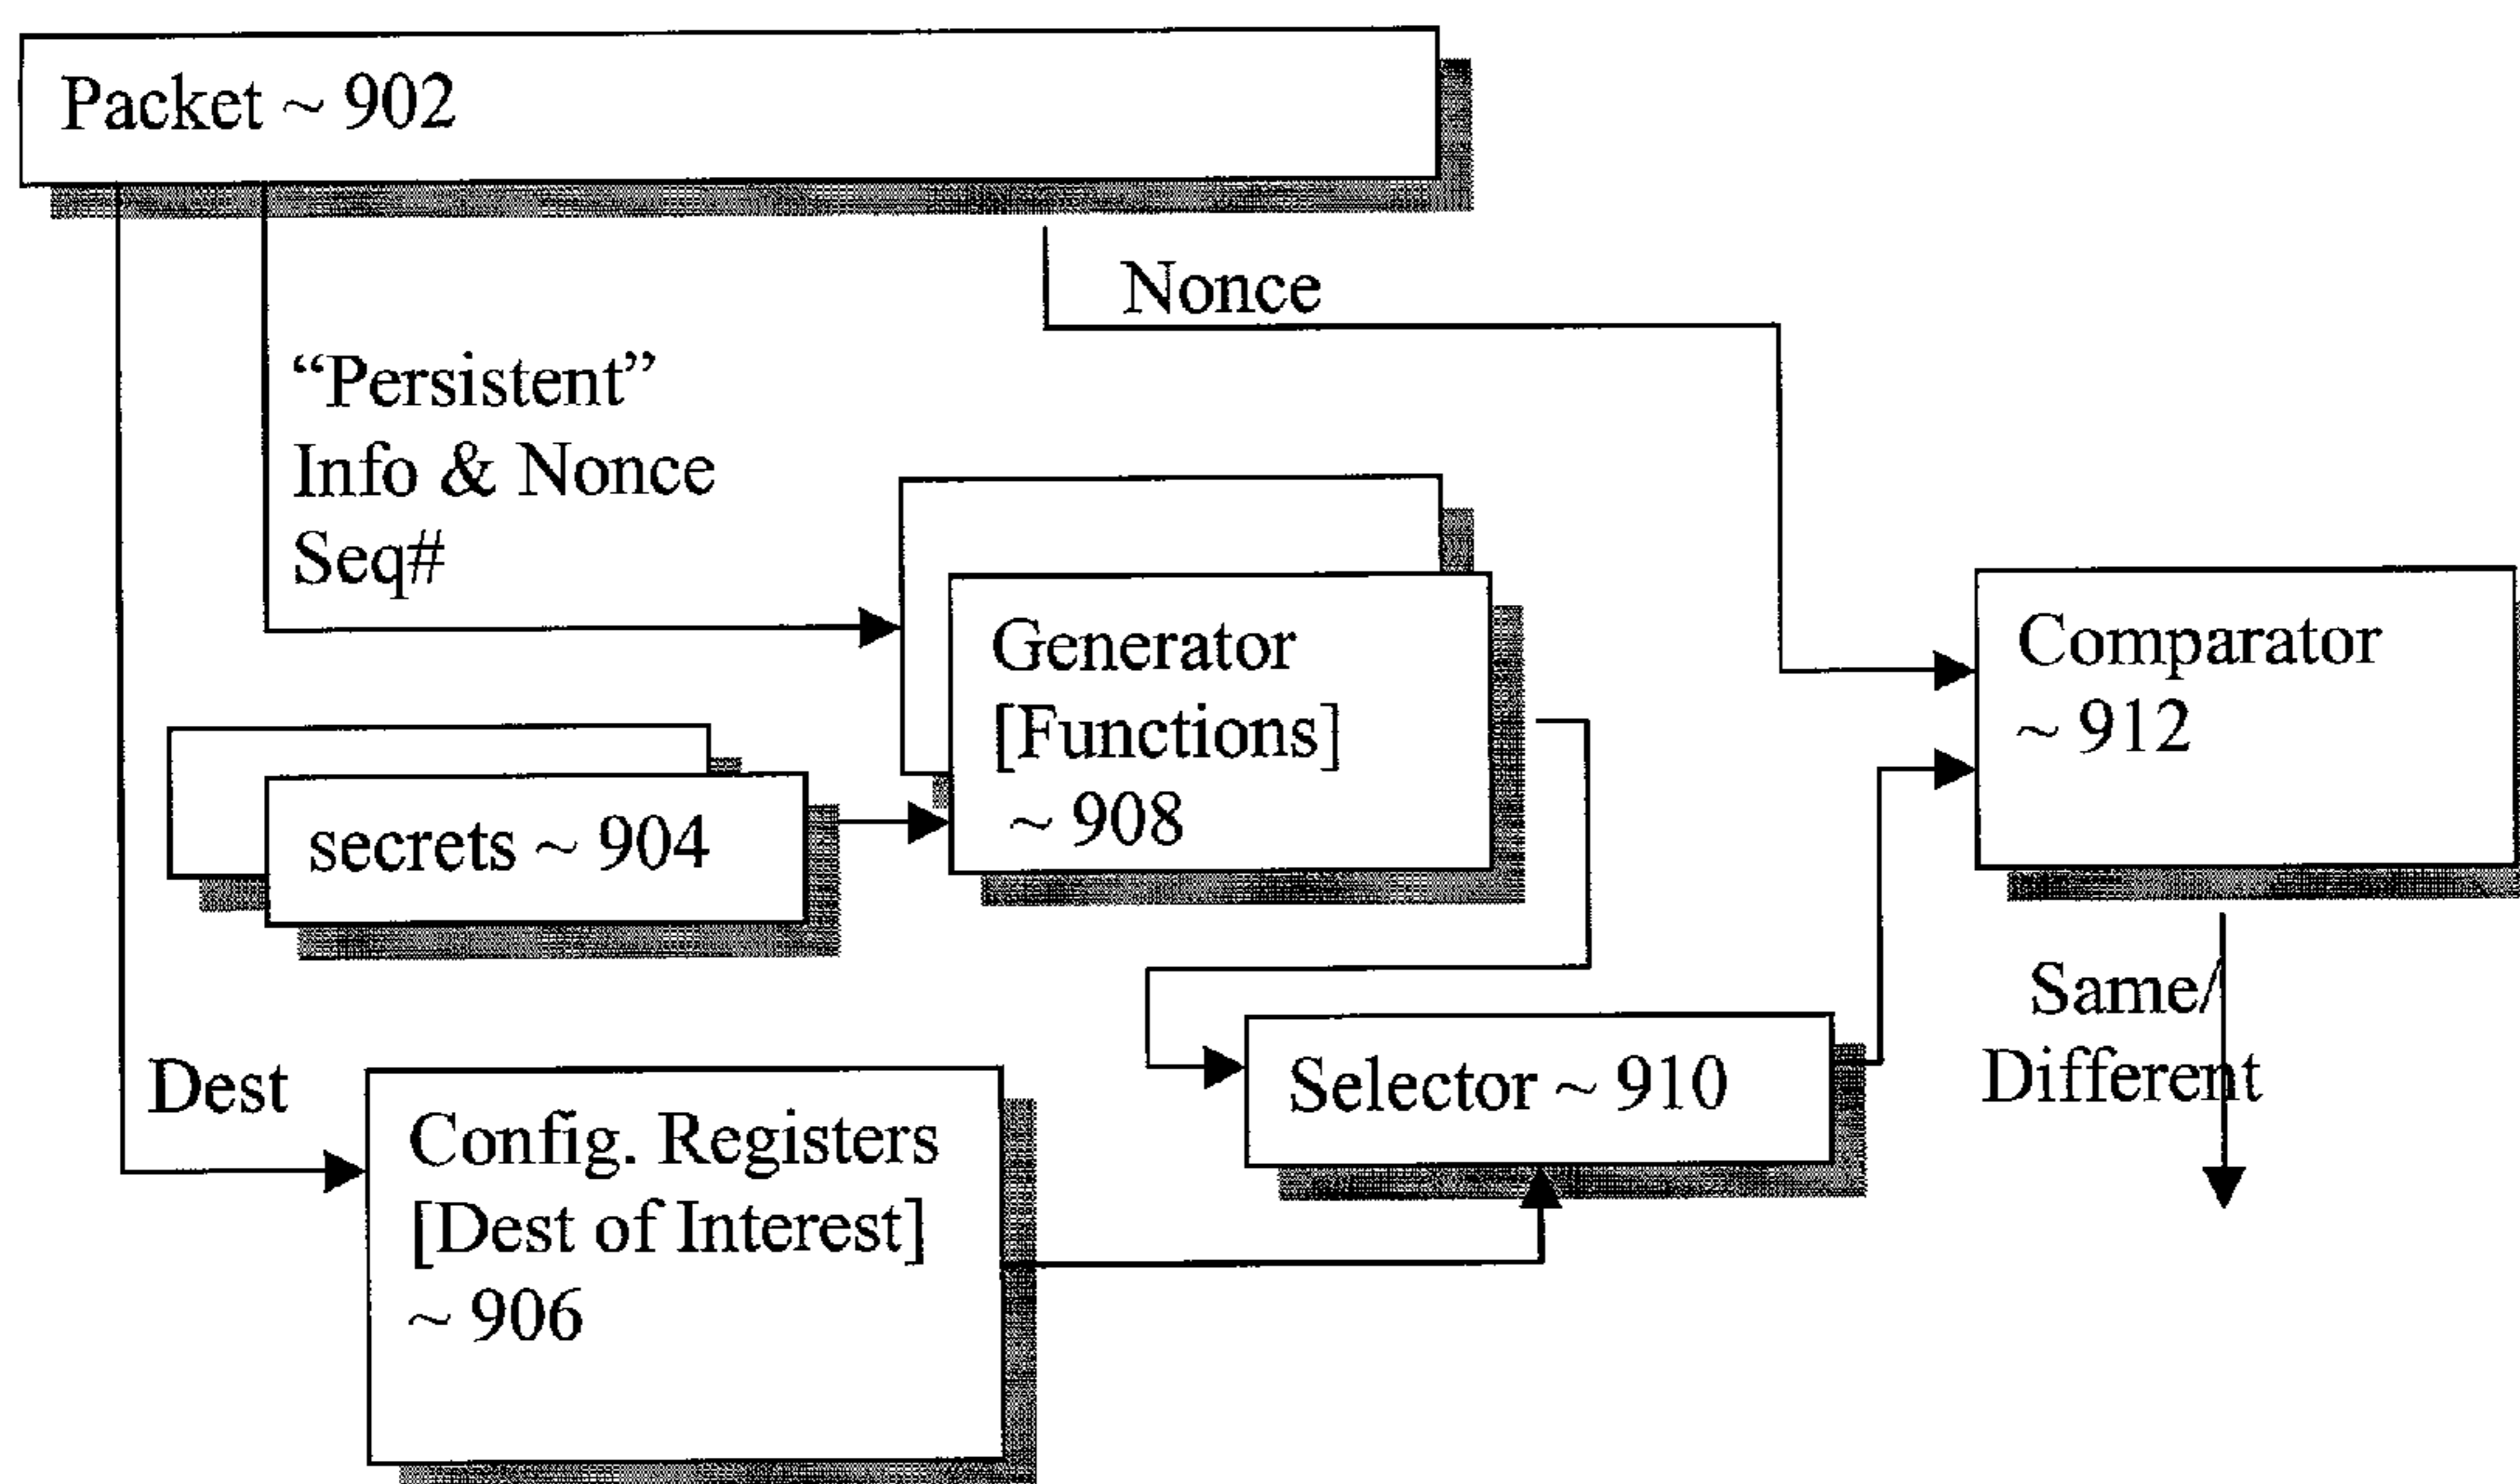 Packet ~ 902
Nonce
“Persistent”
Info & Nonce
Seq#
Generator
[Functions]
~ 908
Comparator
~ 912
secrets ~ 904
Same/
Different
Dest
Selector ~ 910
Config. Registers
[Dest of Interest]
~ 906